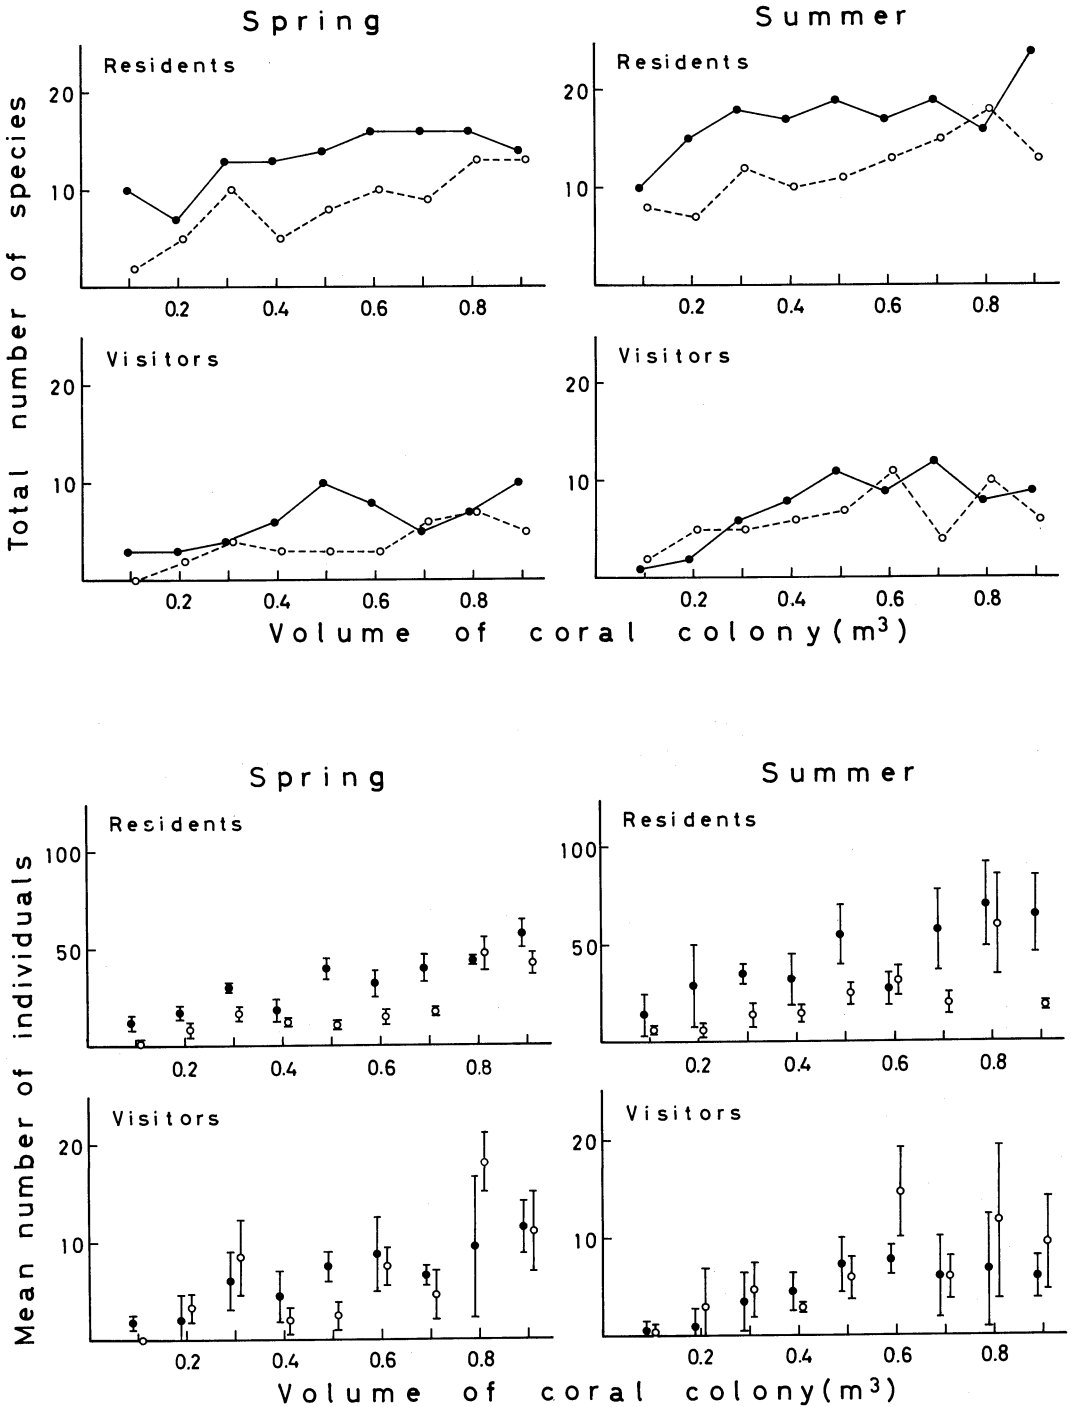 Spring Summer
Total number of species
Residents Residents
20 20
10 10
0.2 0.4 0.6 0.8 0.2 0.4 0.6 0.8
Visitors Visitors
20 20
10 10
0.2 0.4 0.6 0.8 0.2 0.4 0.6 0.8
Volume of coral colony(m³)
Spring Summer
Mean number of individuals
Residents Residents
100 100
50 50
0.2 0.4 0.6 0.8 0.2 0.4 0.6 0.8
Visitors Visitors
20 20
10 10
0.2 0.4 0.6 0.8 0.2 0.4 0.6 0.8
Volume of coral colony(m³)